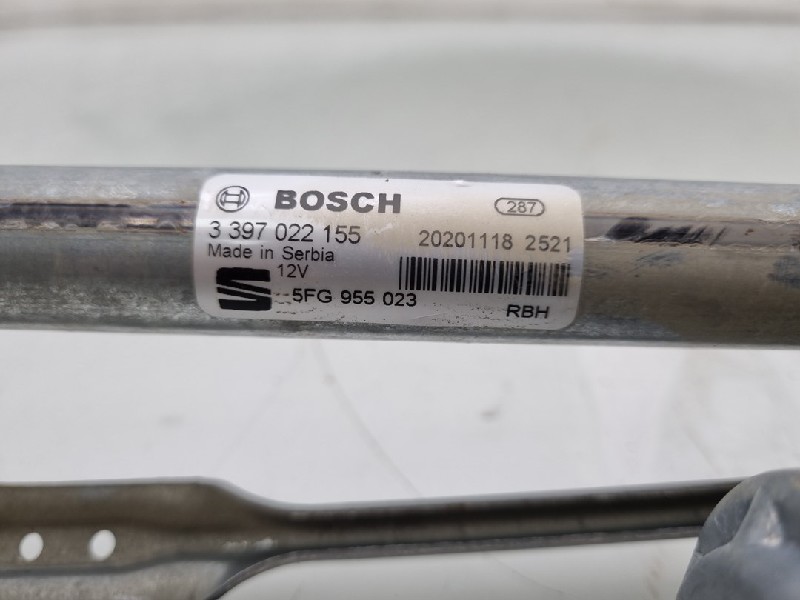 BOSCH 287
3 397 022 155 20201118 2521
Made in Serbia
12V
5FG 955 023 RBH